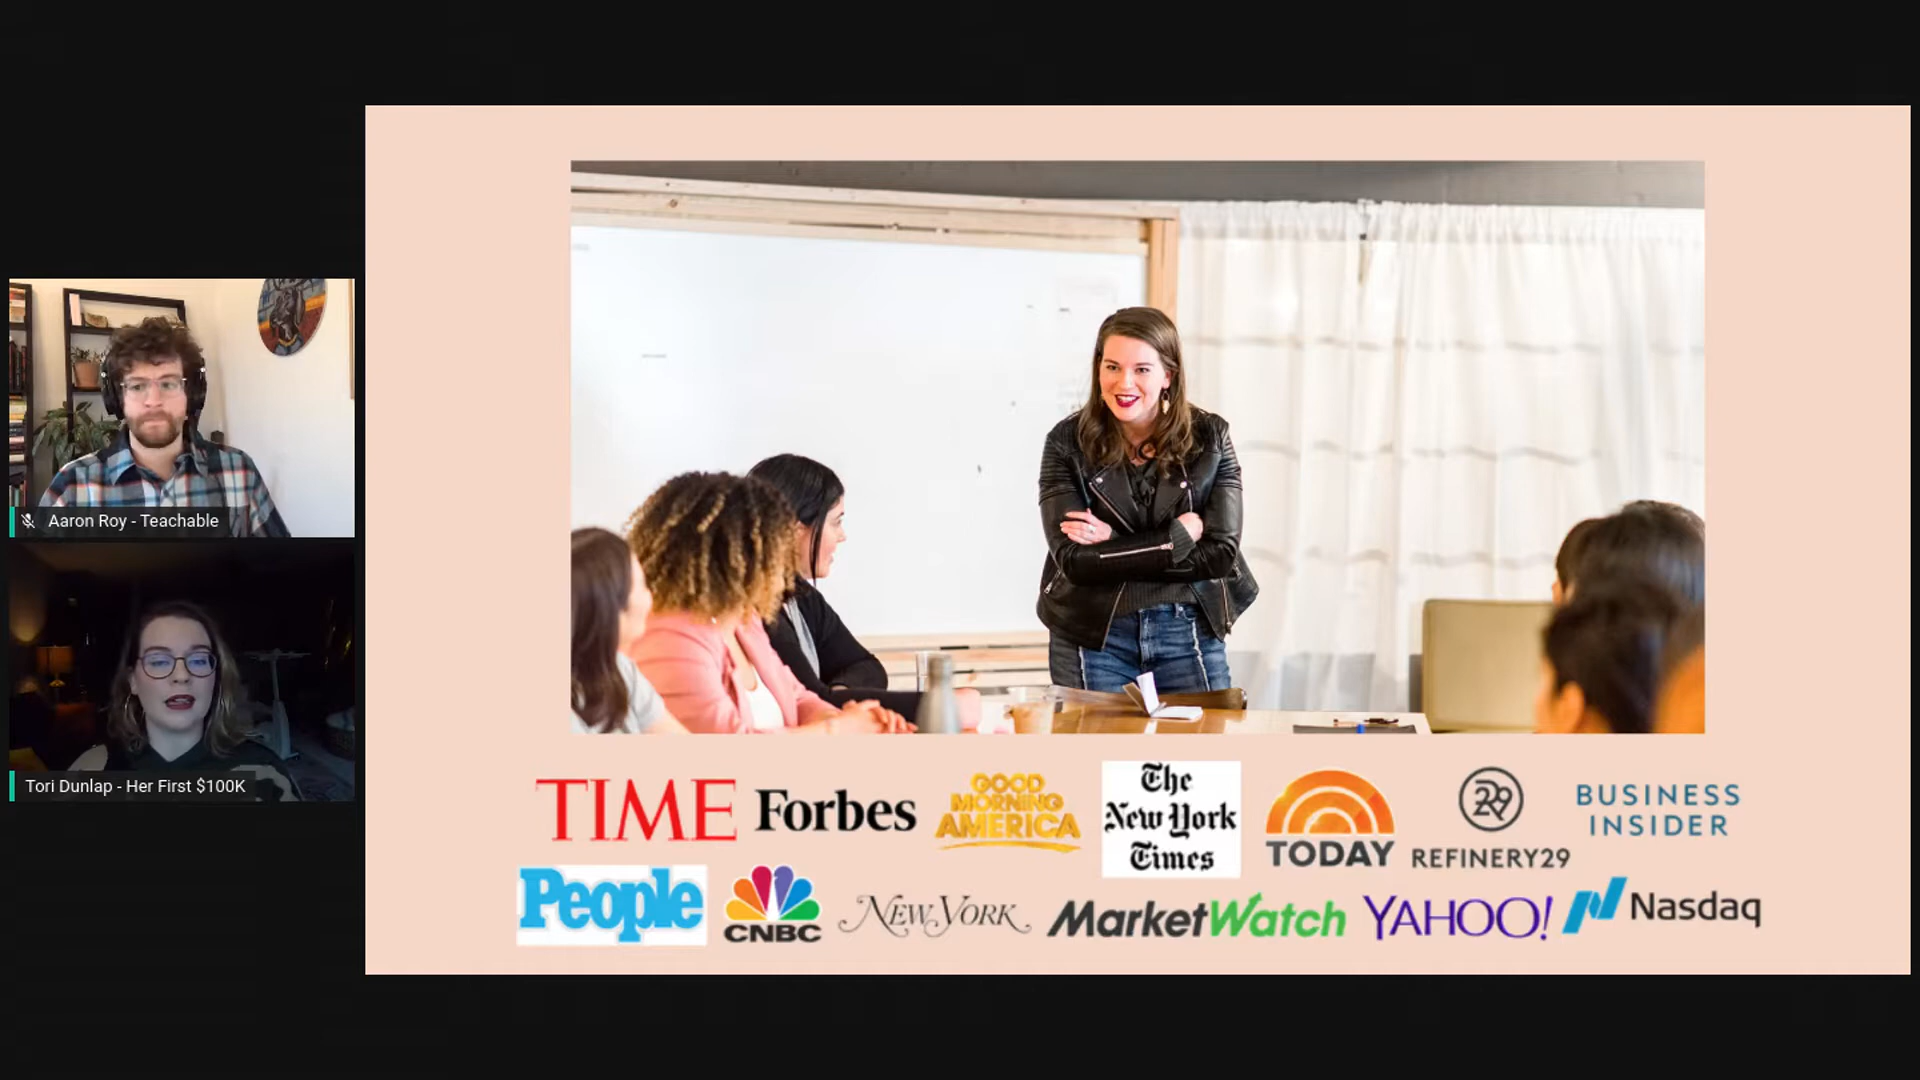 Aaron Roy - Teachable
Tori Dunlap - Her First $100K
TIME
Forbes
GOOD
MORNING
AMERICA
The
New York
Times
TODAY
R29
REFINERY29
BUSINESS
INSIDER
People
CNBC
NEW YORK
MarketWatch
YAHOO!
Nasdaq